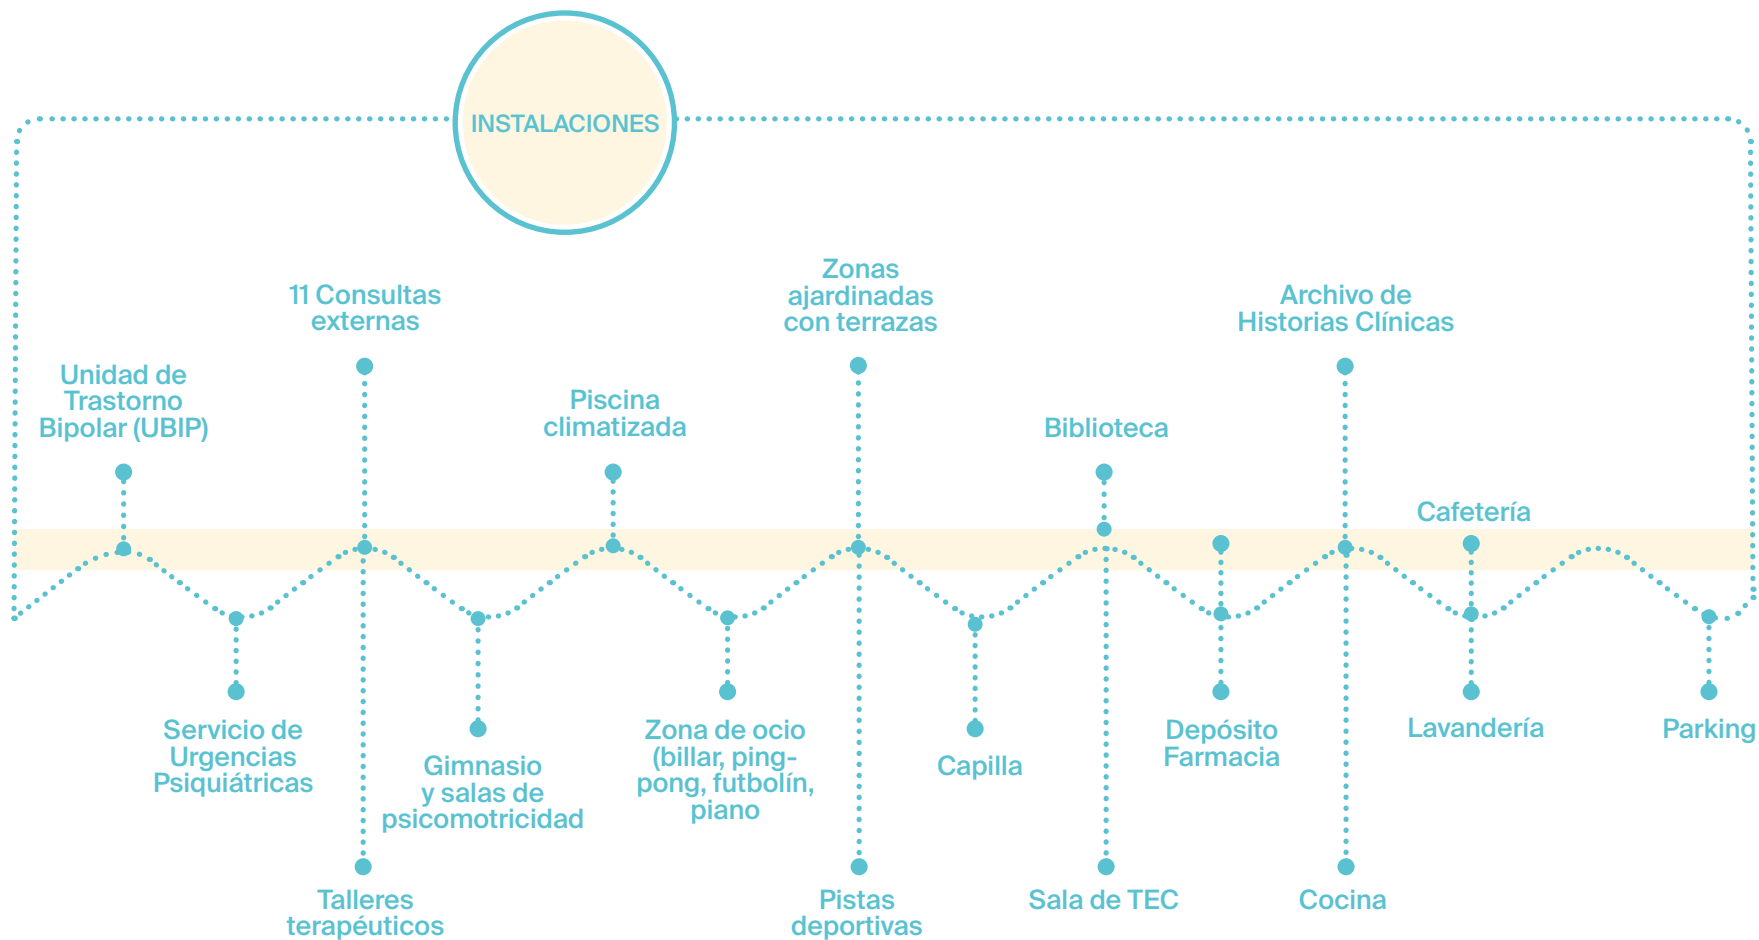 INSTALACIONES
Unidad de
Trastorno
Bipolar (UBIP)
11 Consultas
externas
Piscina
climatizada
Zonas
ajardinadas
con terrazas
Biblioteca
Archivo de
Historias Clínicas
Cafetería
Servicio de
Urgencias
Psiquiátricas
Talleres
terapéuticos
Gimnasio
y salas de
psicomotricidad
Zona de ocio
(billar, ping-
pong, futbolín,
piano
Pistas
deportivas
Capilla
Sala de TEC
Depósito
Farmacia
Cocina
Lavandería
Parking